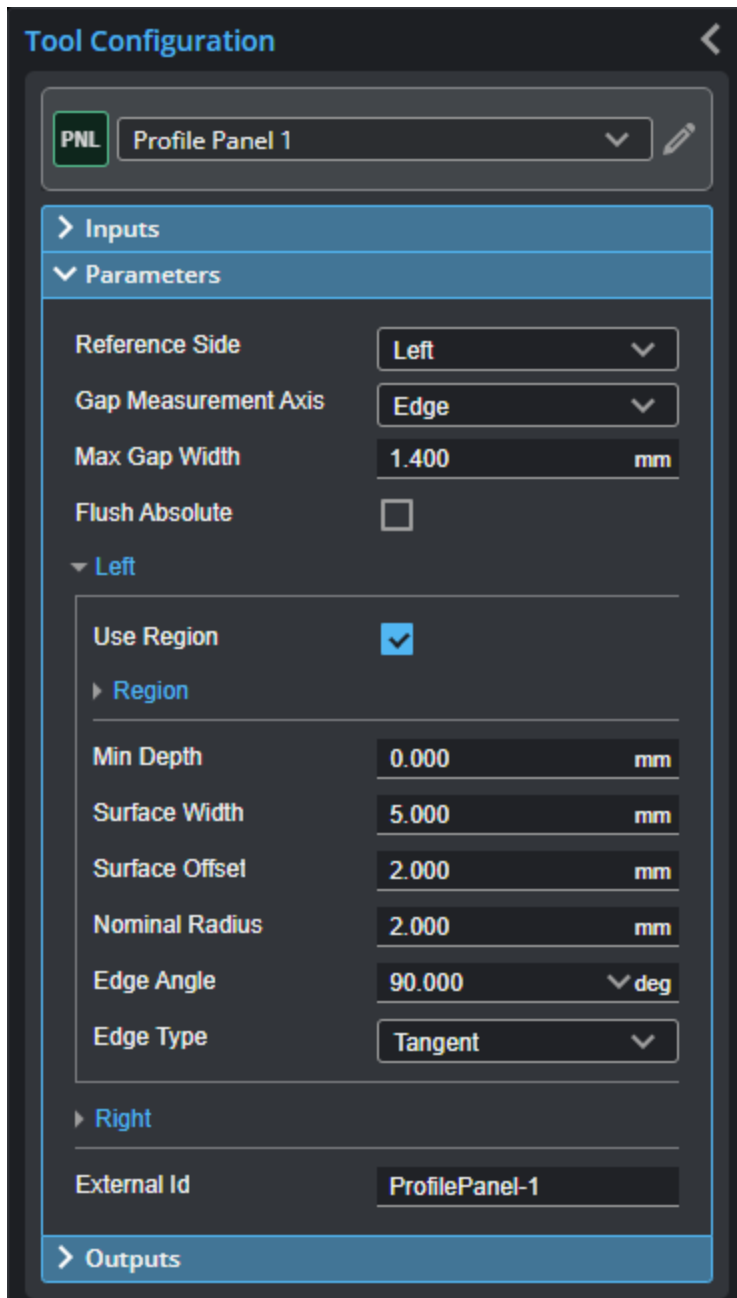 Tool Configuration
PNL Profile Panel 1
Inputs
Parameters
Reference Side Left
Gap Measurement Axis Edge
Max Gap Width 1.400 mm
Flush Absolute
Left
Use Region
Region
Min Depth 0.000 mm
Surface Width 5.000 mm
Surface Offset 2.000 mm
Nominal Radius 2.000 mm
Edge Angle 90.000 deg
Edge Type Tangent
Right
External Id ProfilePanel-1
Outputs